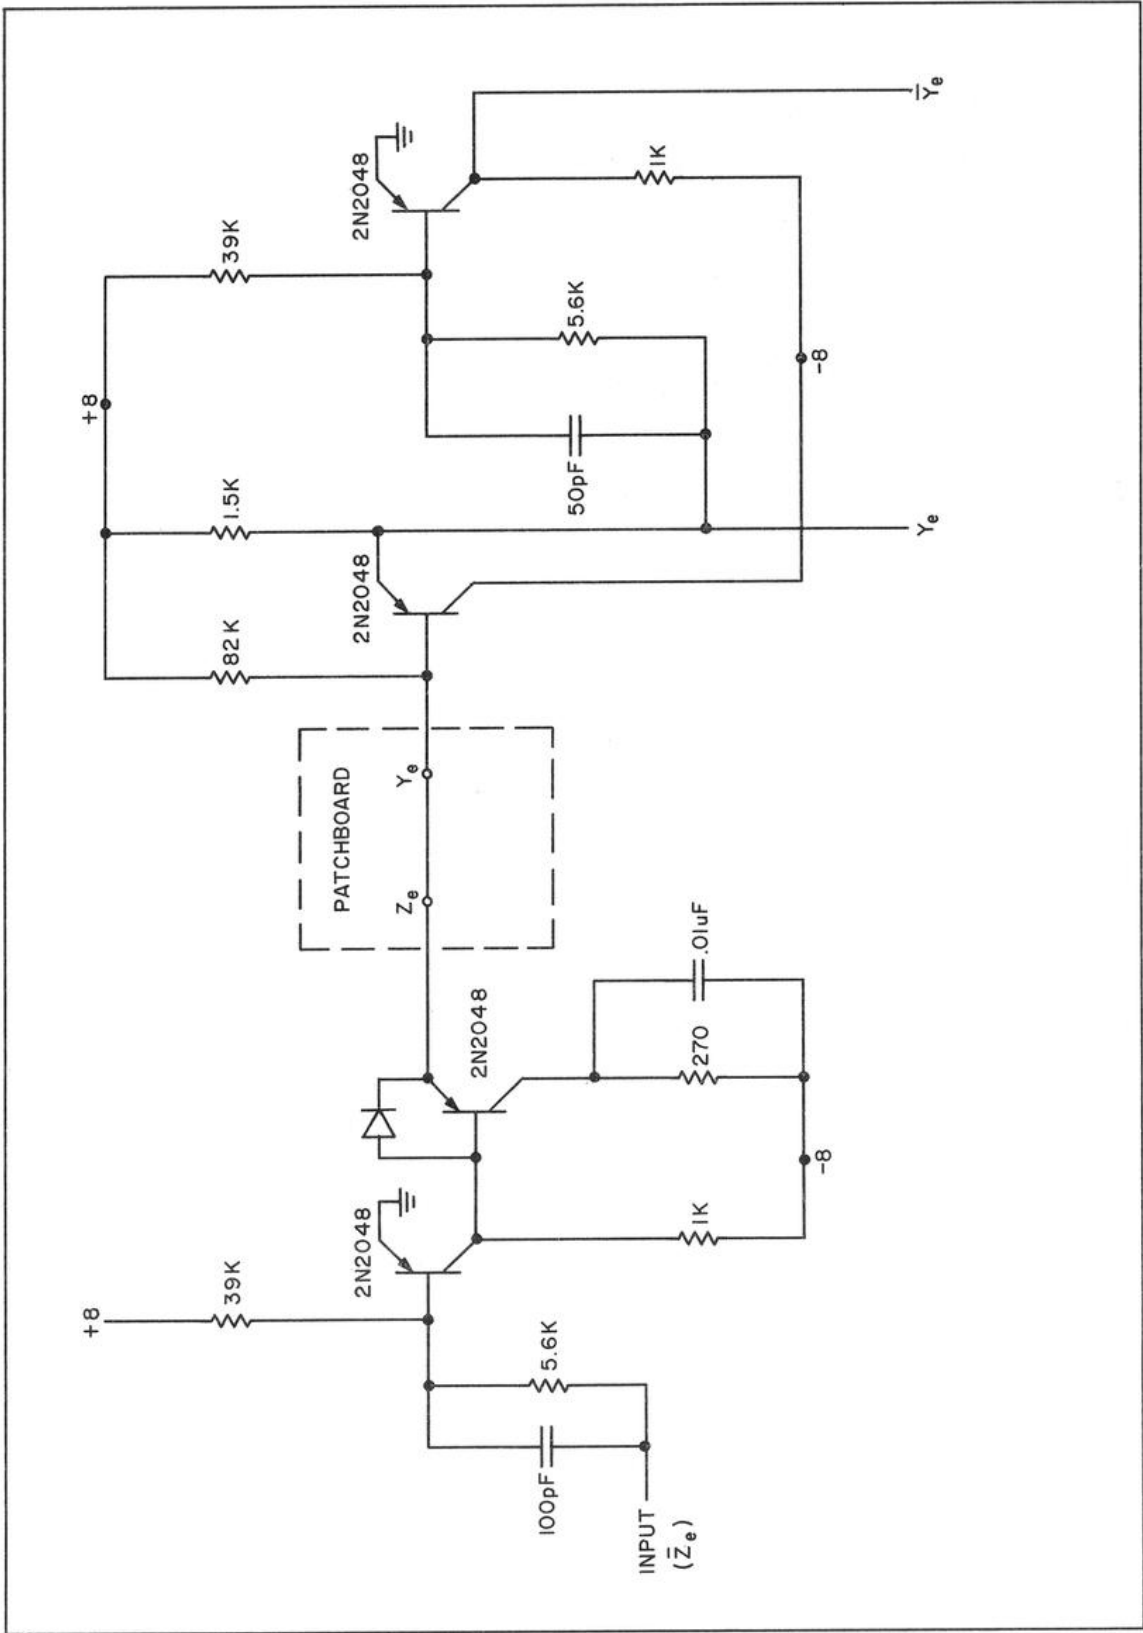 +8
39K
2N2048
100pF
5.6K
INPUT
(Z̅e)
1K
-8
2N2048
270
.01uF
PATCHBOARD
Ze
Ye
82K
2N2048
1.5K
+8
39K
2N2048
50pF
5.6K
1K
-8
Ye
Y̅e